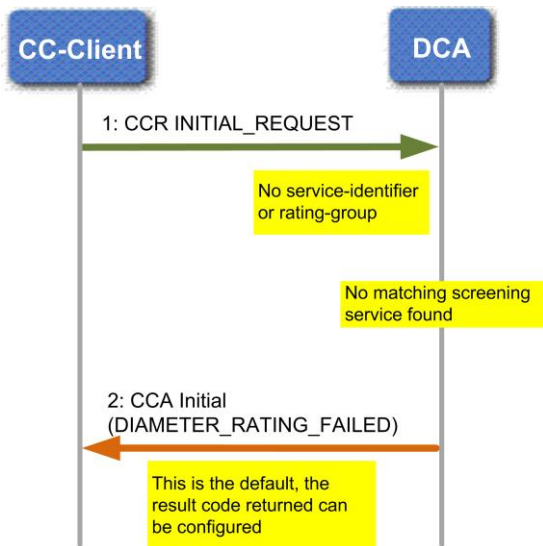 CC-Client
DCA
1: CCR INITIAL_REQUEST
No service-identifier
or rating-group
No matching screening
service found
2: CCA Initial
(DIAMETER_RATING_FAILED)
This is the default, the
result code returned can
be configured